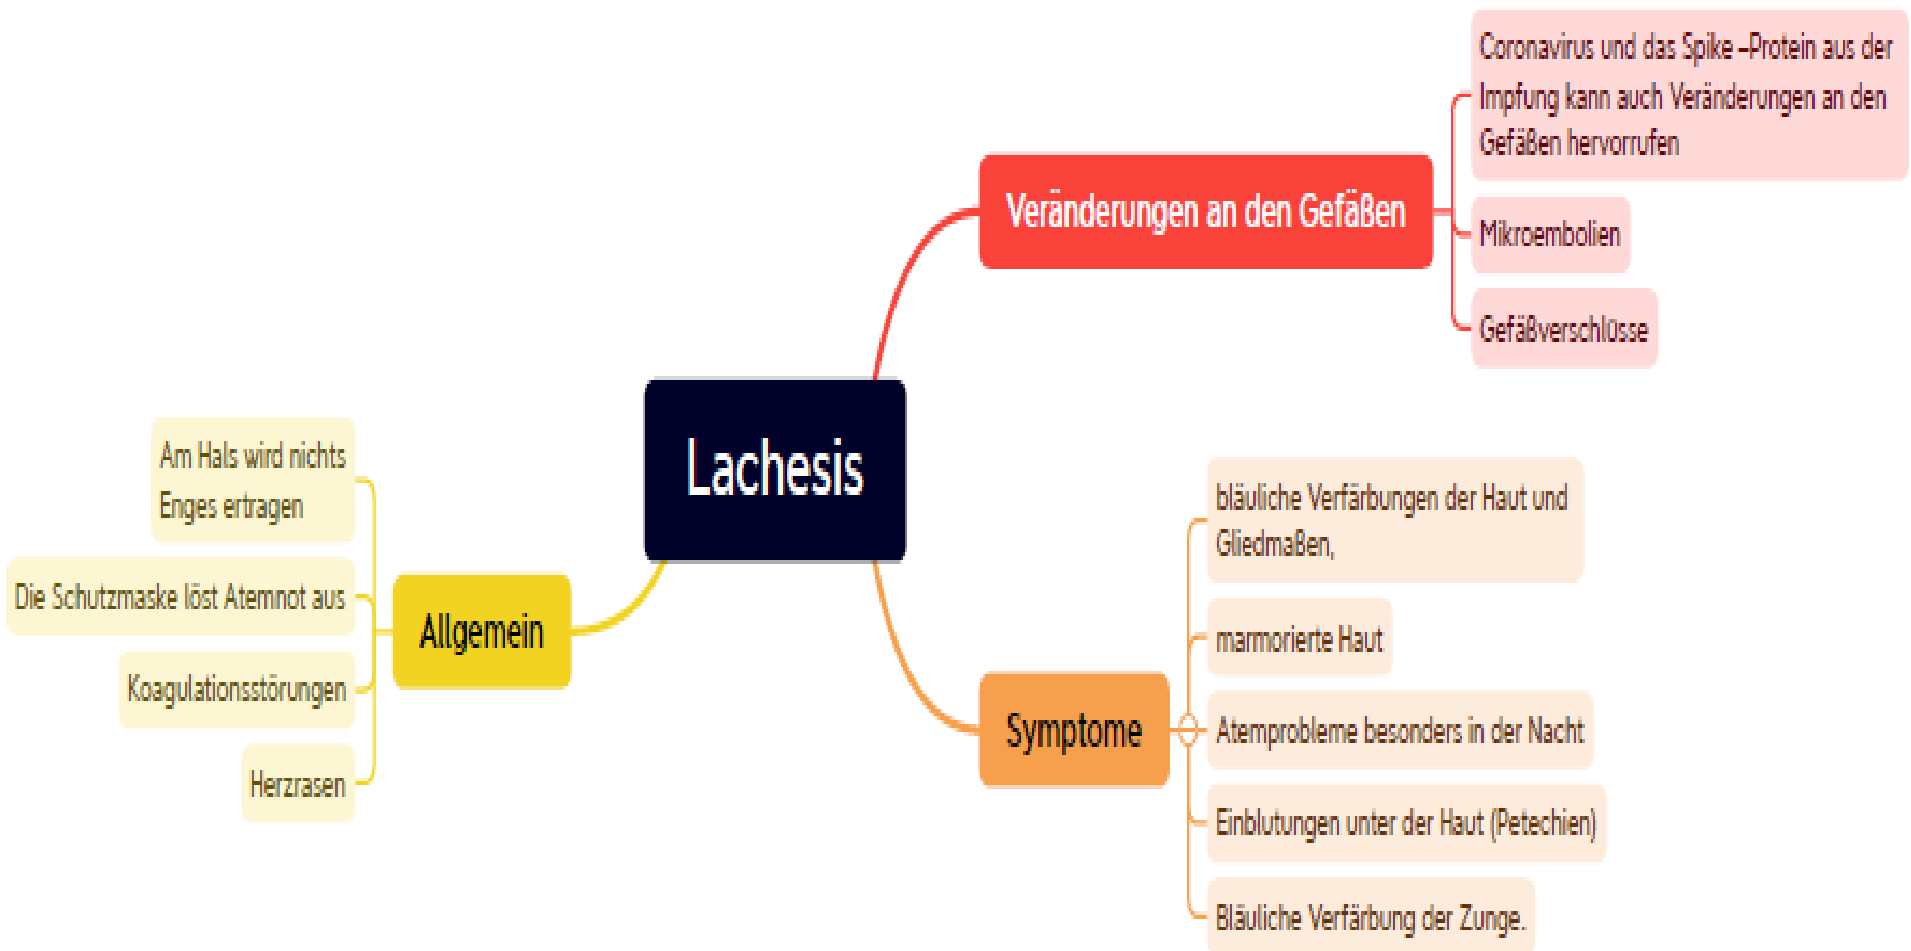 Lachesis
Veränderungen an den Gefäßen
Coronavirus und das Spike –Protein aus der
Impfung kann auch Veränderungen an den
Gefäßen hervorrufen
Mikroembolien
Gefäßverschlüsse
Symptome
bläuliche Verfärbungen der Haut und
Gliedmaßen,
marmorierte Haut
Atemprobleme besonders in der Nacht
Einblutungen unter der Haut (Petechien)
Bläuliche Verfärbung der Zunge.
Allgemein
Am Hals wird nichts
Enges ertragen
Die Schutzmaske löst Atemnot aus
Koagulationsstörungen
Herzrasen